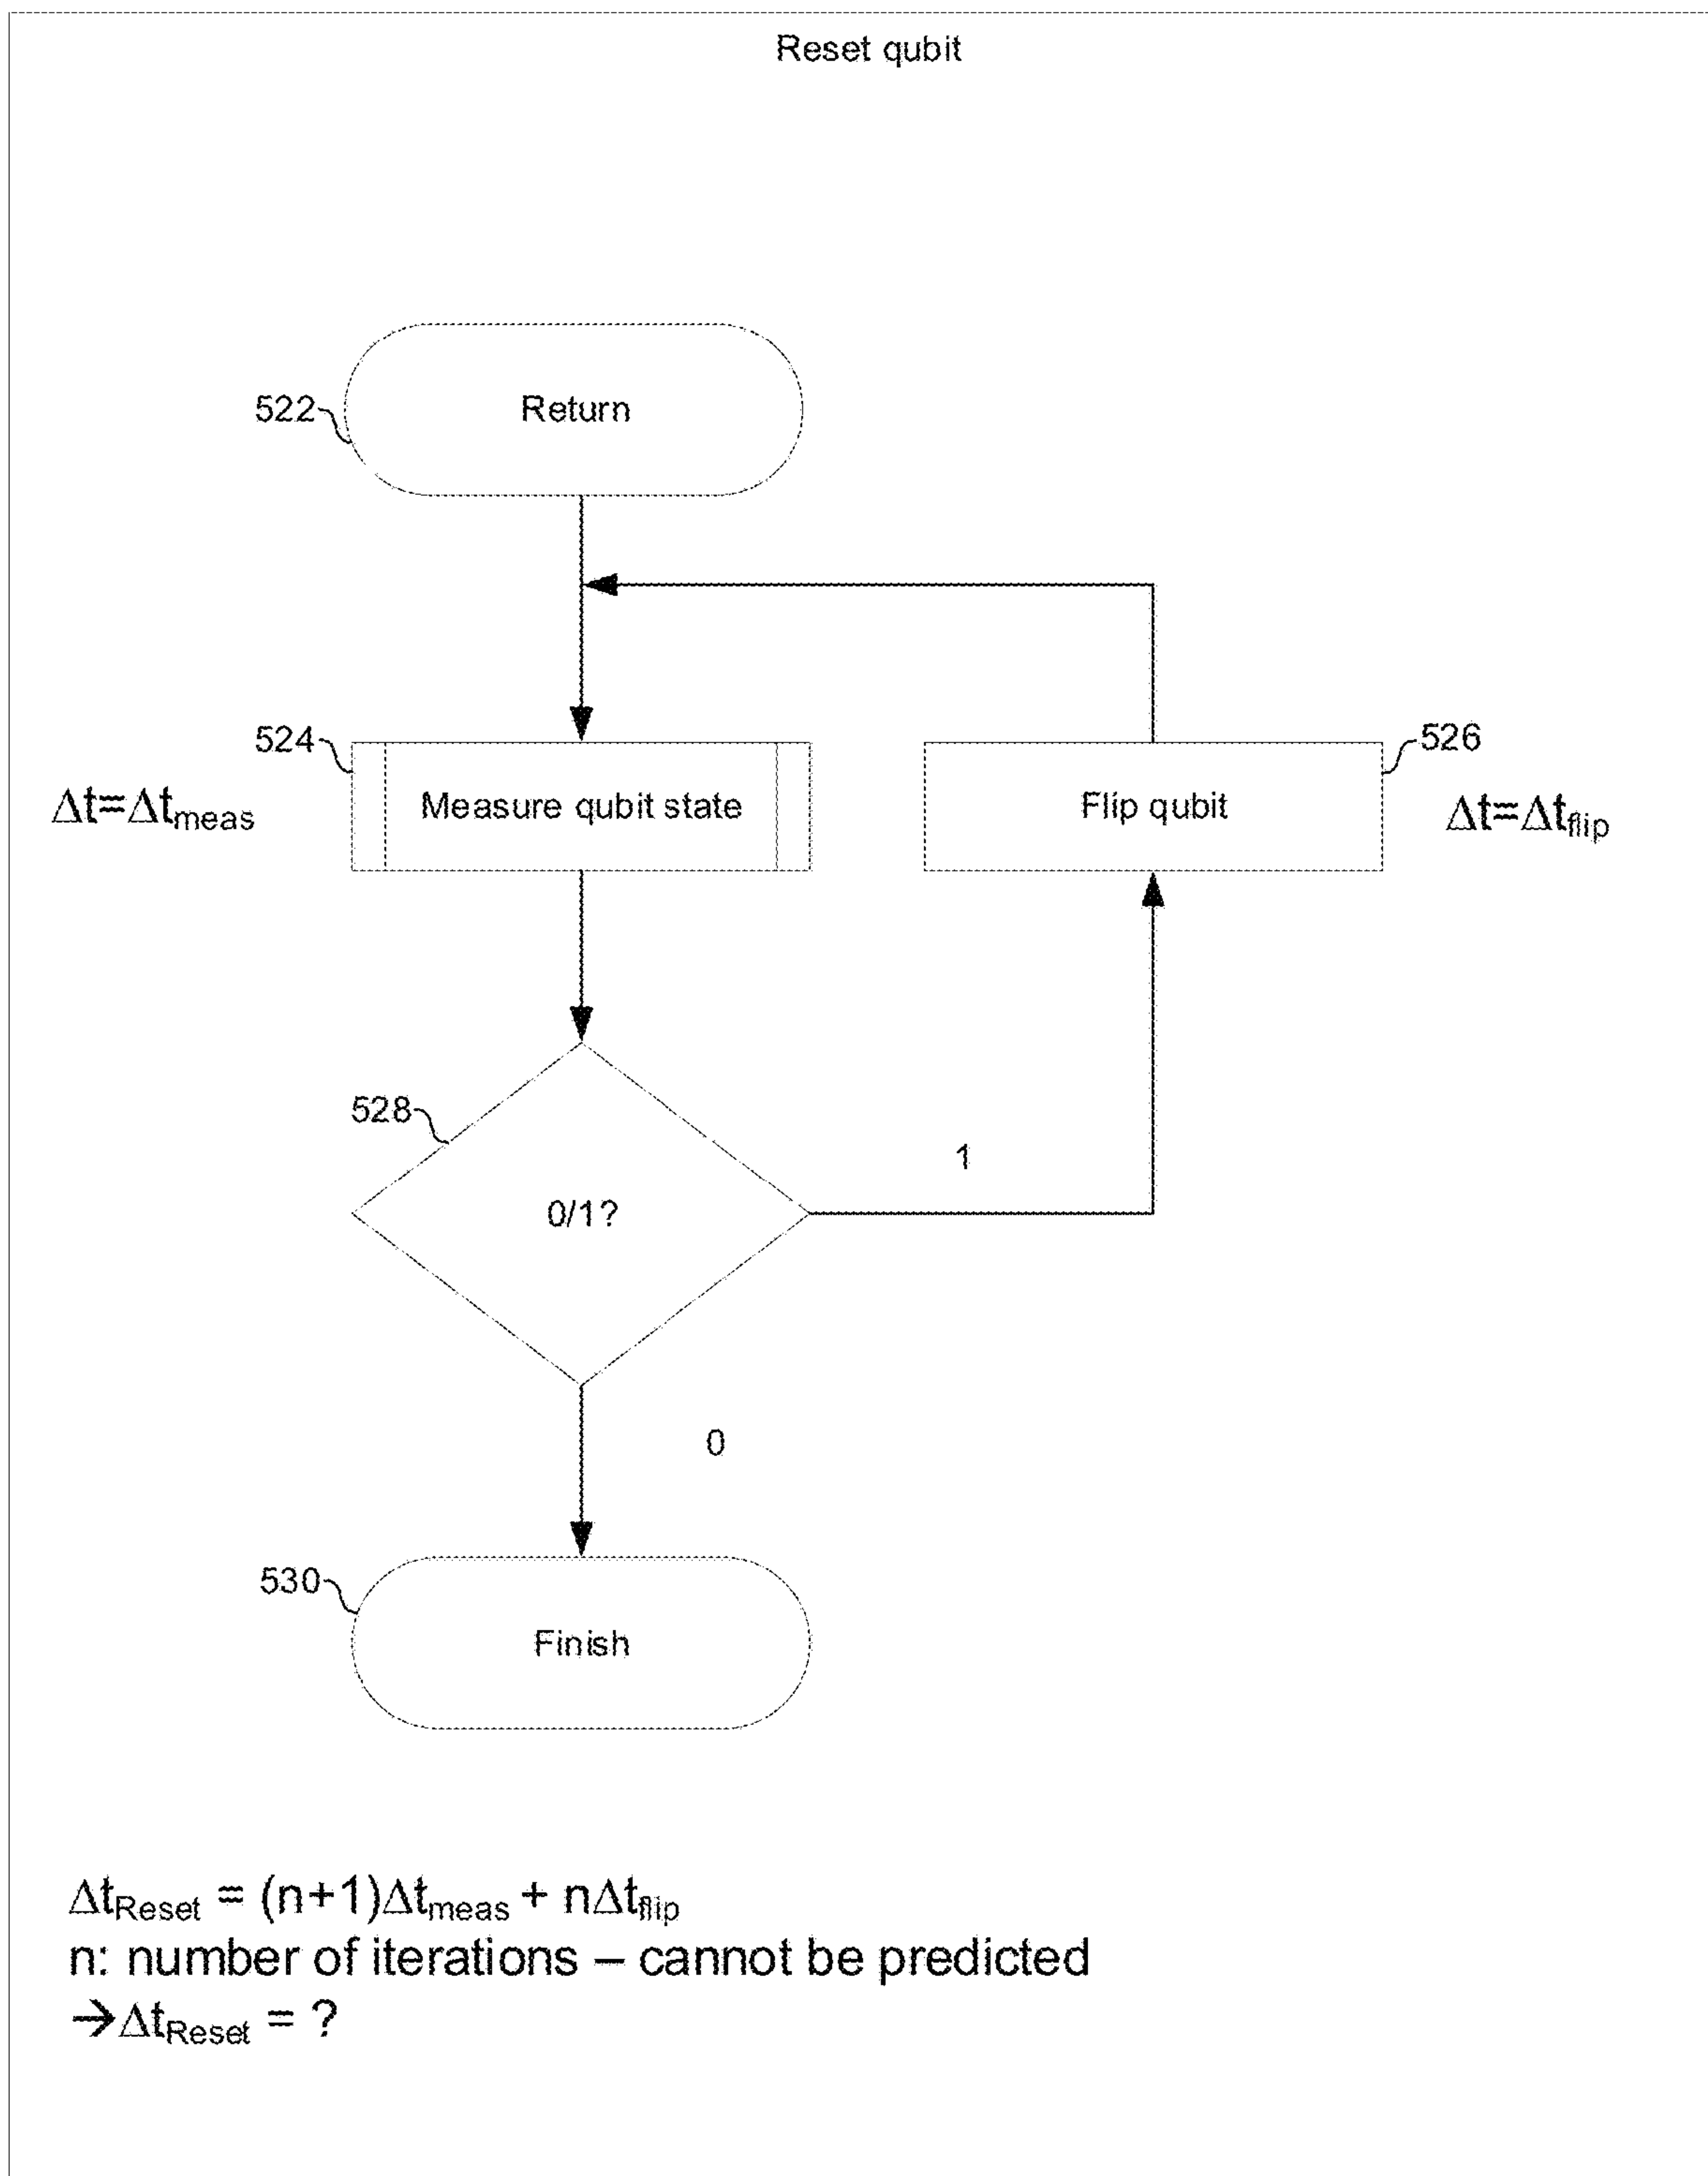 Reset qubit
522
Return
524
526
Δt=Δtmeas
Measure qubit state
Flip qubit
Δt=Δtflip
528
1
0/1?
0
530
Finish
ΔtReset = (n+1)Δtmeas + nΔtflip
n: number of iterations – cannot be predicted
→ΔtReset = ?